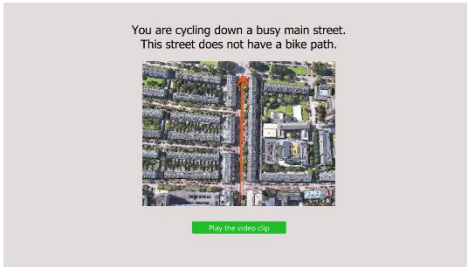 You are cycling down a busy main street.
This street does not have a bike path.
Play the video clip